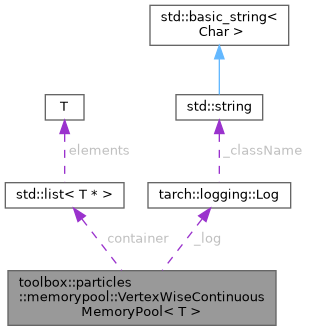 std::basic_string<
Char >
T
std::string
elements
_className
std::list< T * >
tarch::logging::Log
container
_log
toolbox::particles
::memorypool::VertexWiseContinuous
MemoryPool< T >